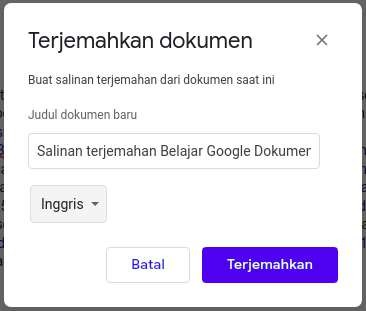 Terjemahkan dokumen
Buat salinan terjemahan dari dokumen saat ini
Judul dokumen baru
Salinan terjemahan Belajar Google Dokumen
Inggris
Batal
Terjemahkan